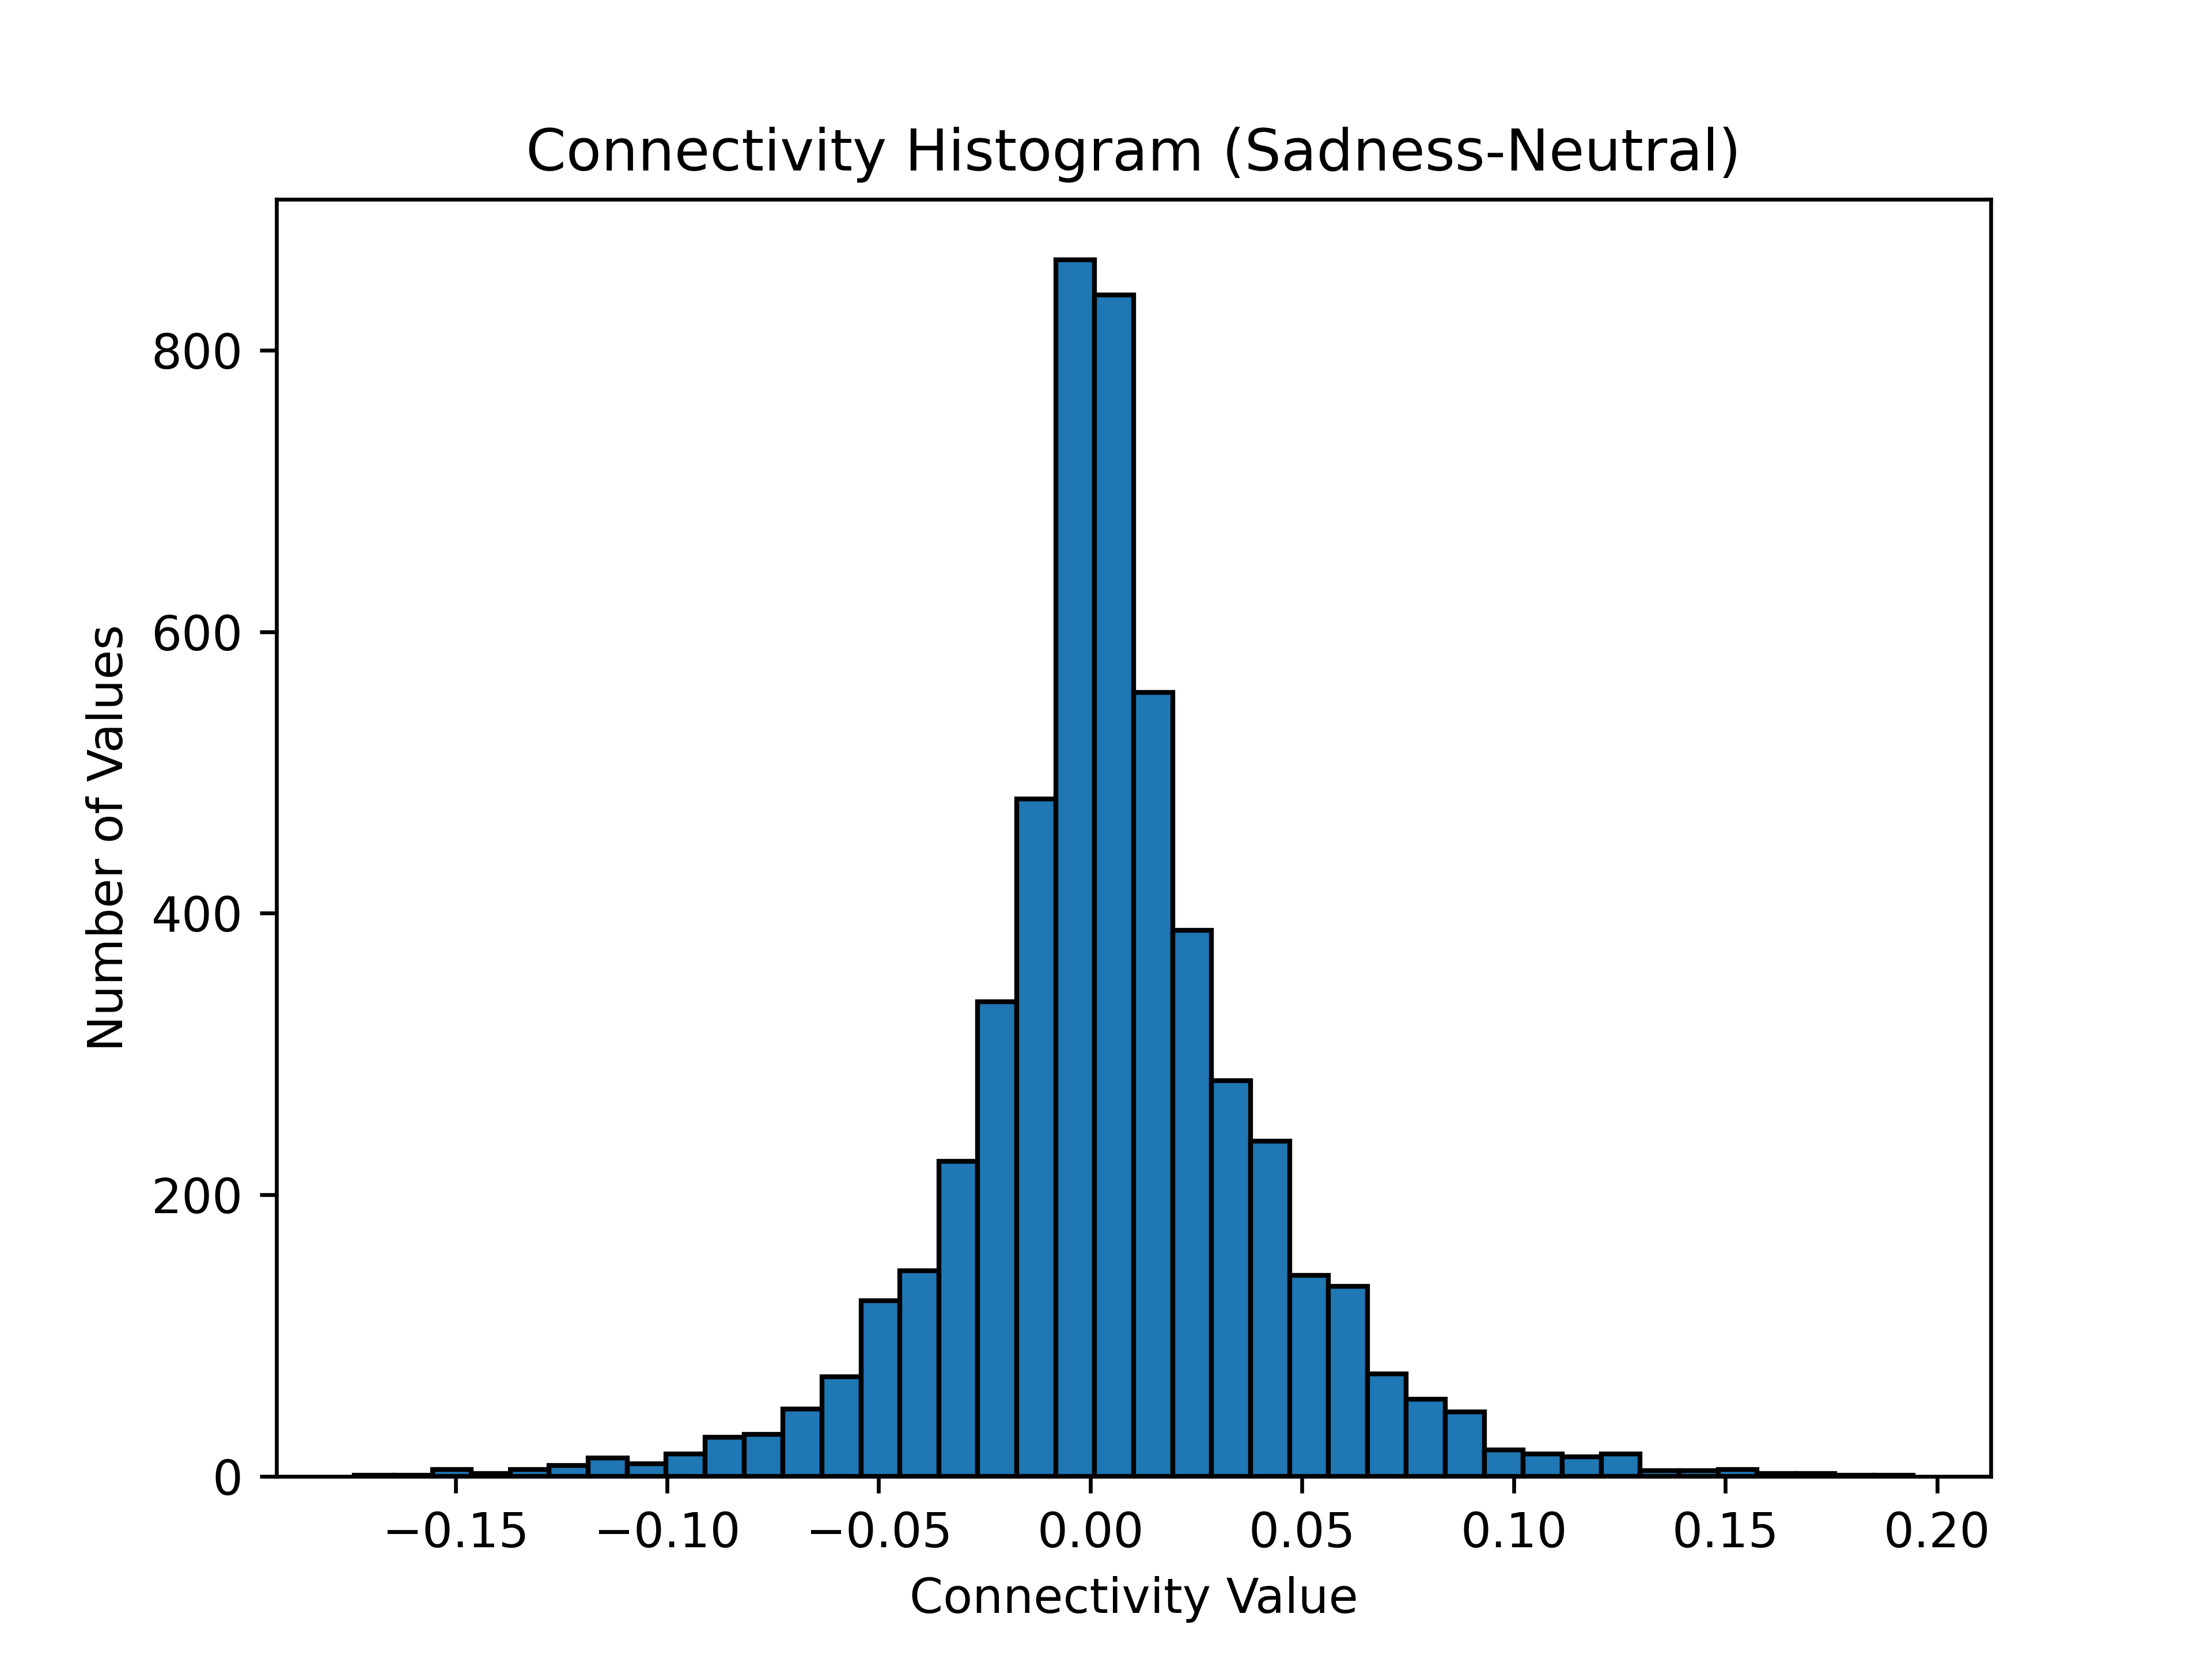 Connectivity Histogram (Sadness-Neutral)
Number of Values
800
600
400
200
0
−0.15 −0.10 −0.05 0.00 0.05 0.10 0.15 0.20
Connectivity Value